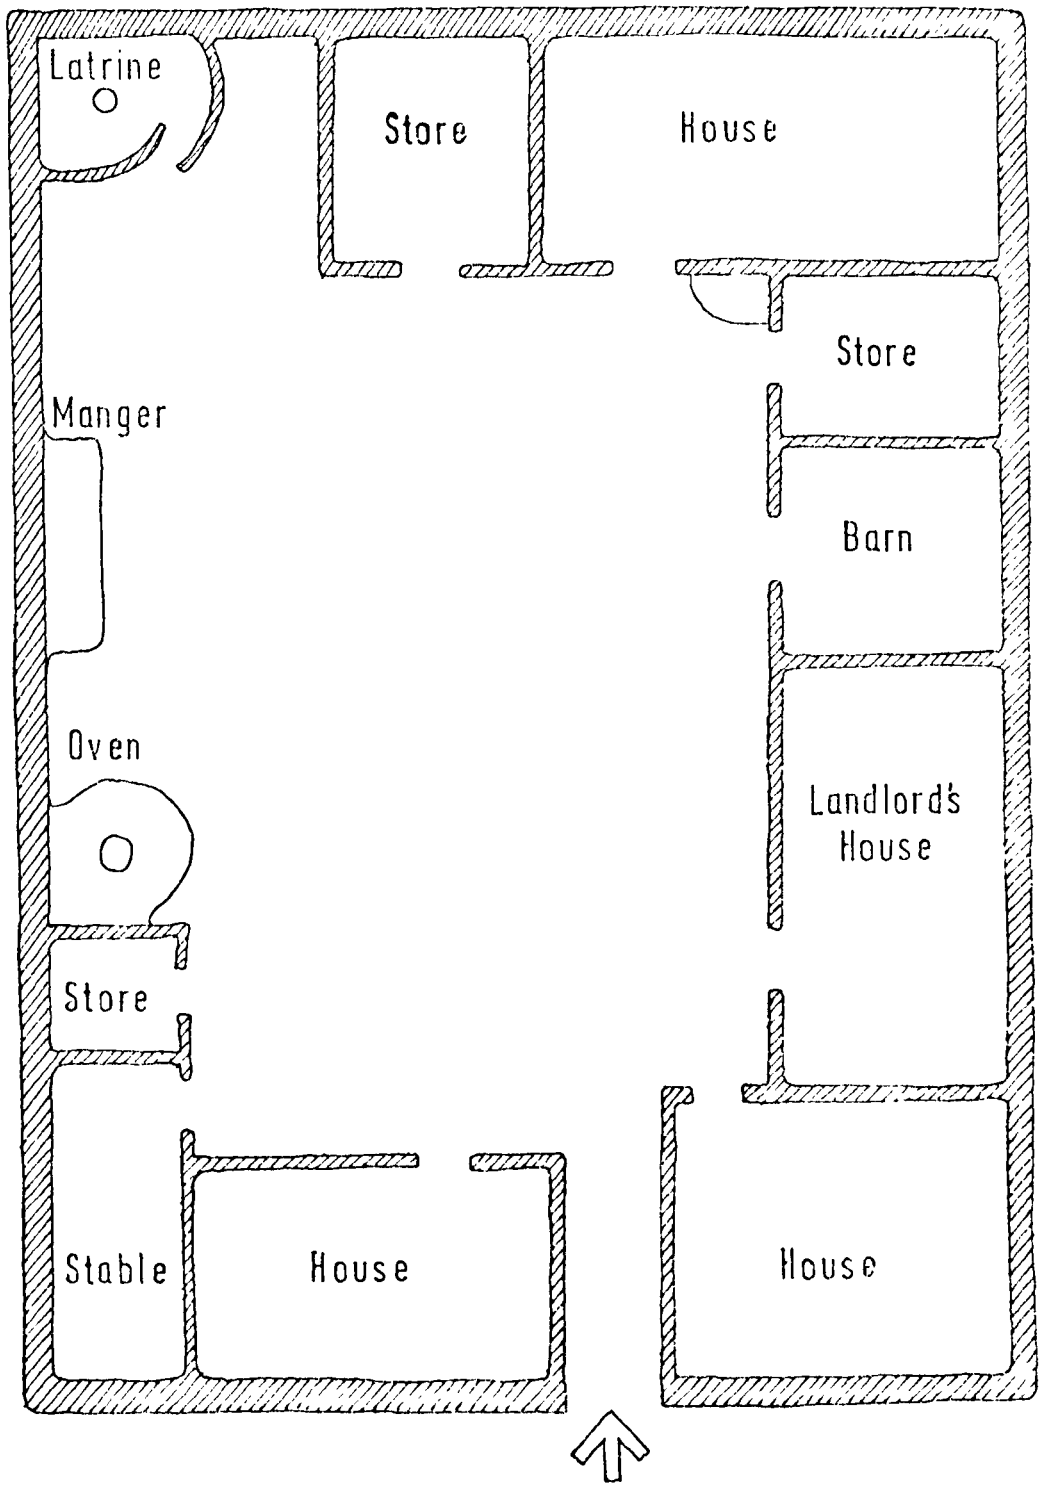 Latrine
Store
House
Store
Manger
Barn
Oven
Landlord's
House
Store
Stable
House
House